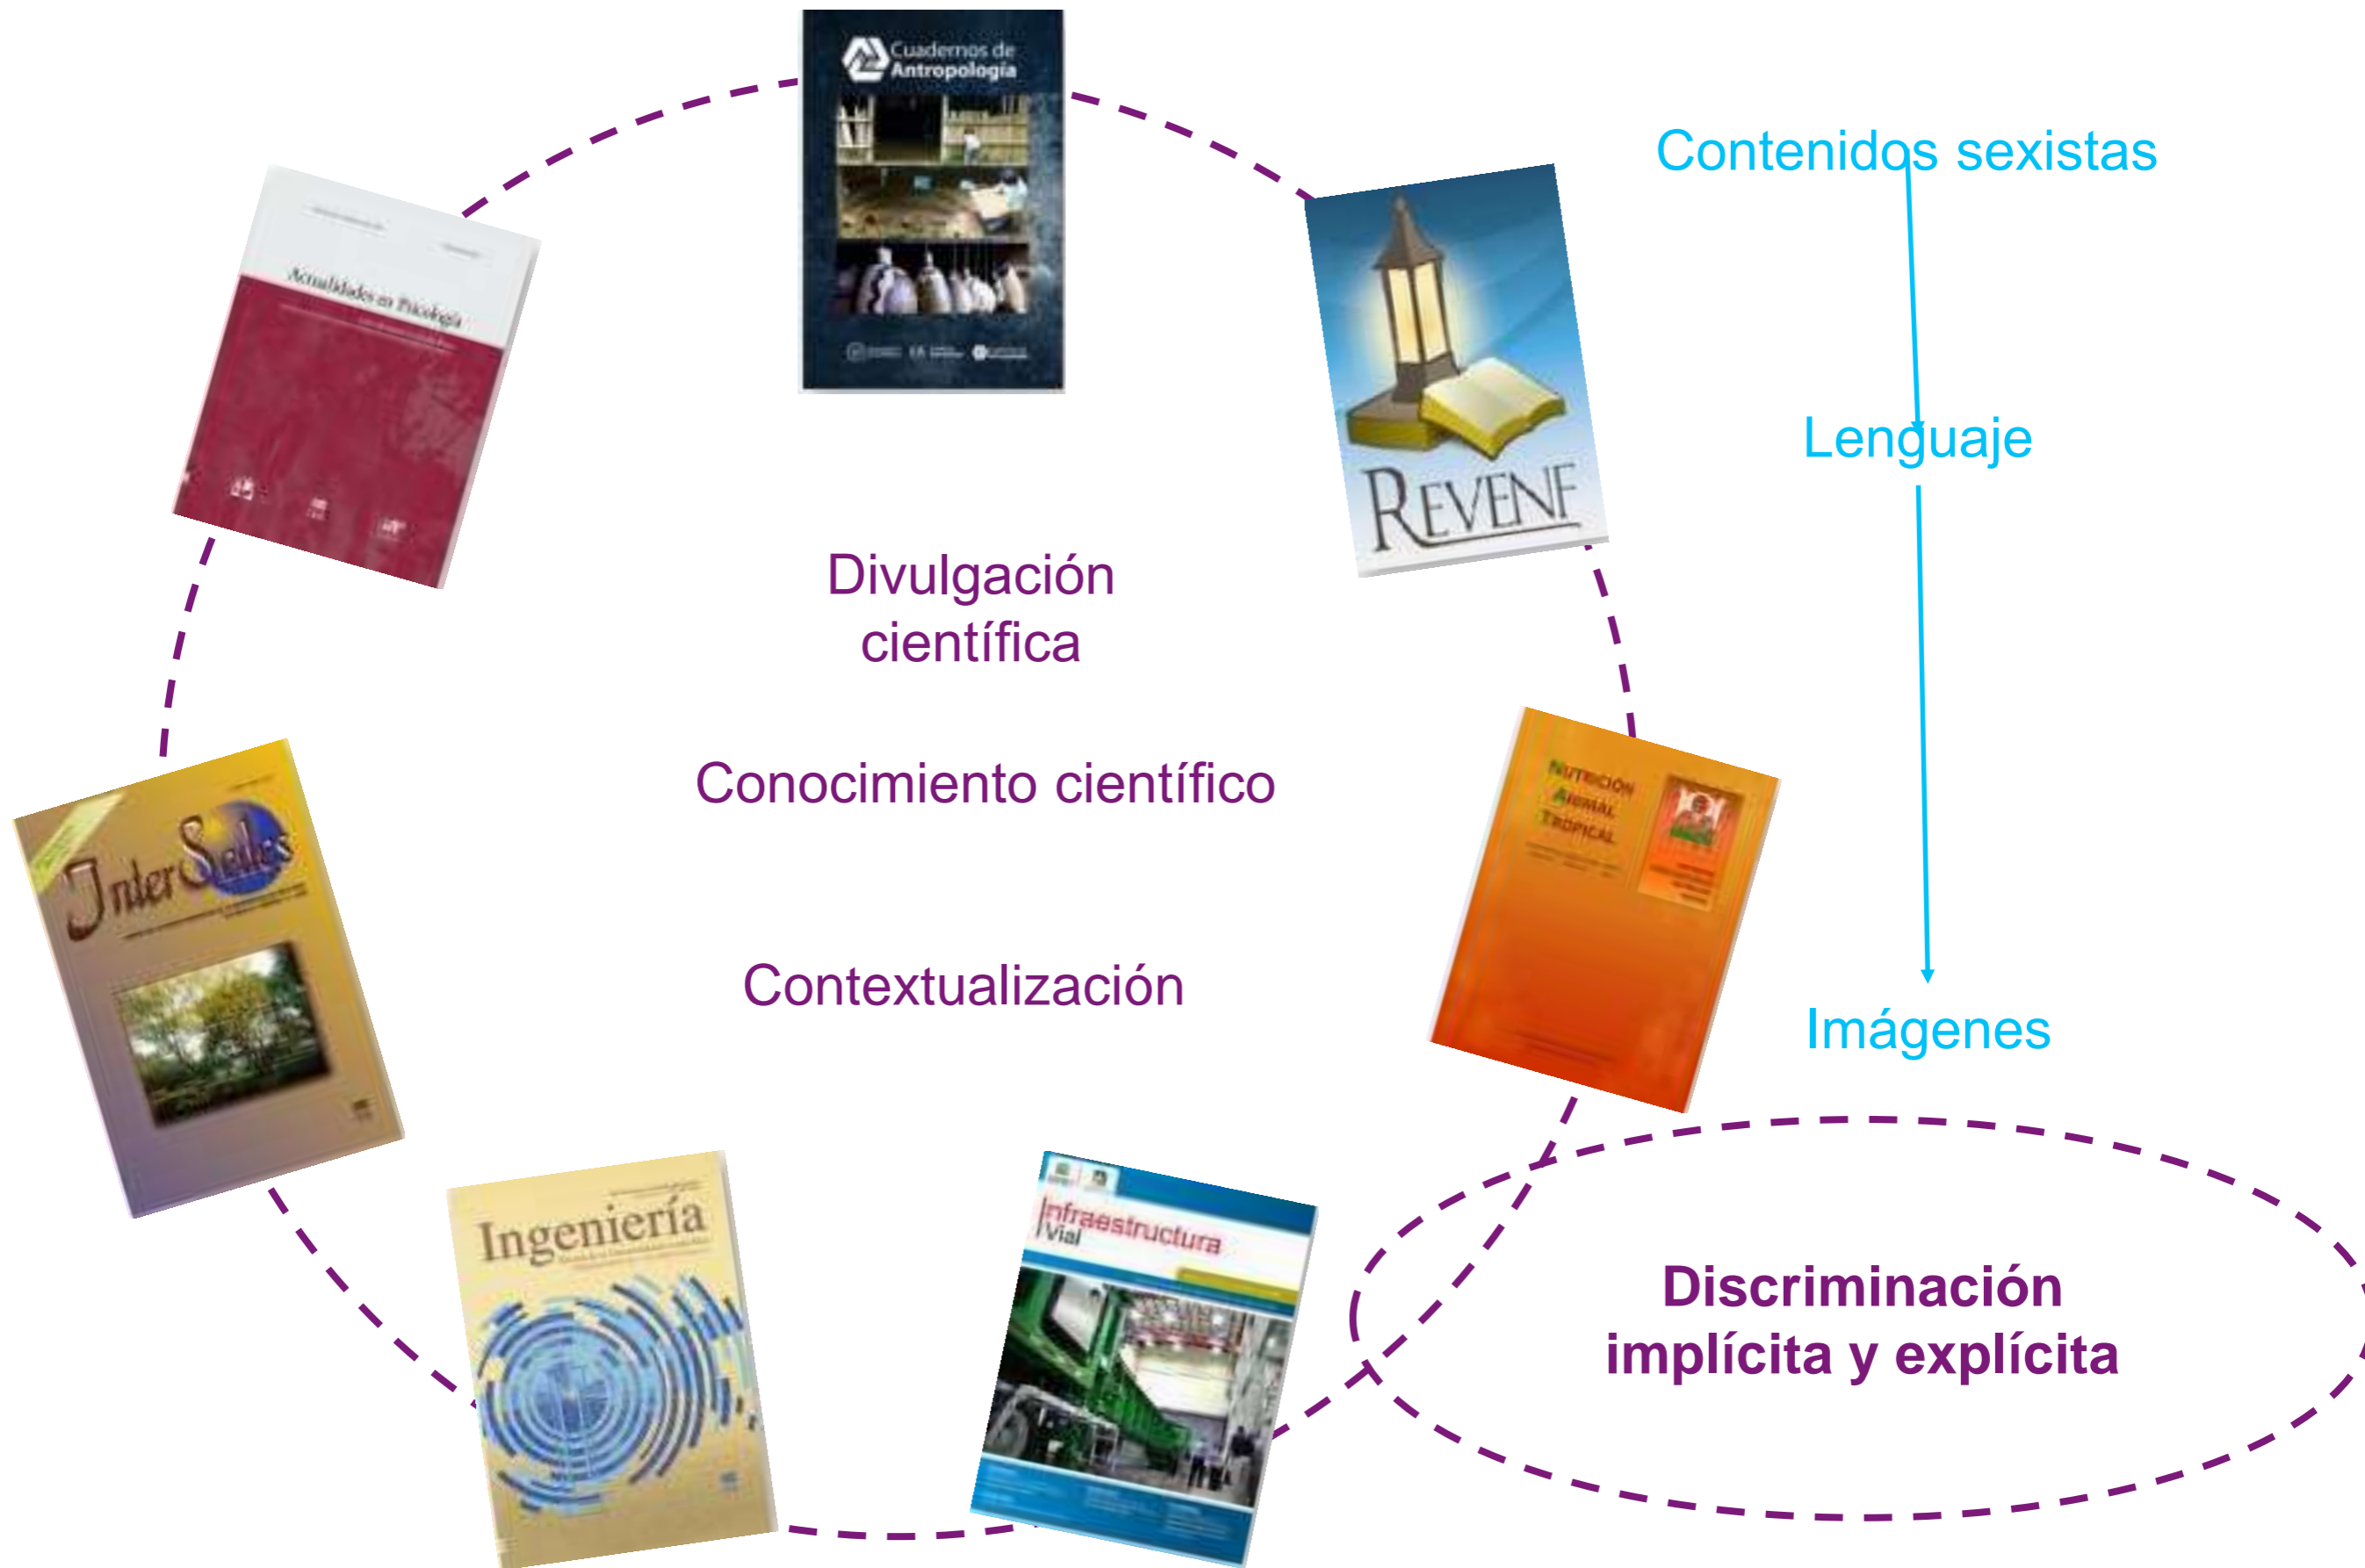 Cuadernos de
Antropología
Contenidos sexistas
Actualidades en Psicología
REVENF
Lenguaje
Divulgación
científica
Conocimiento científico
NUTRICIÓN
ANIMAL
TROPICAL
InterSedes
Contextualización
Imágenes
Ingeniería
Infraestructura
Vial
Discriminación
implícita y explícita